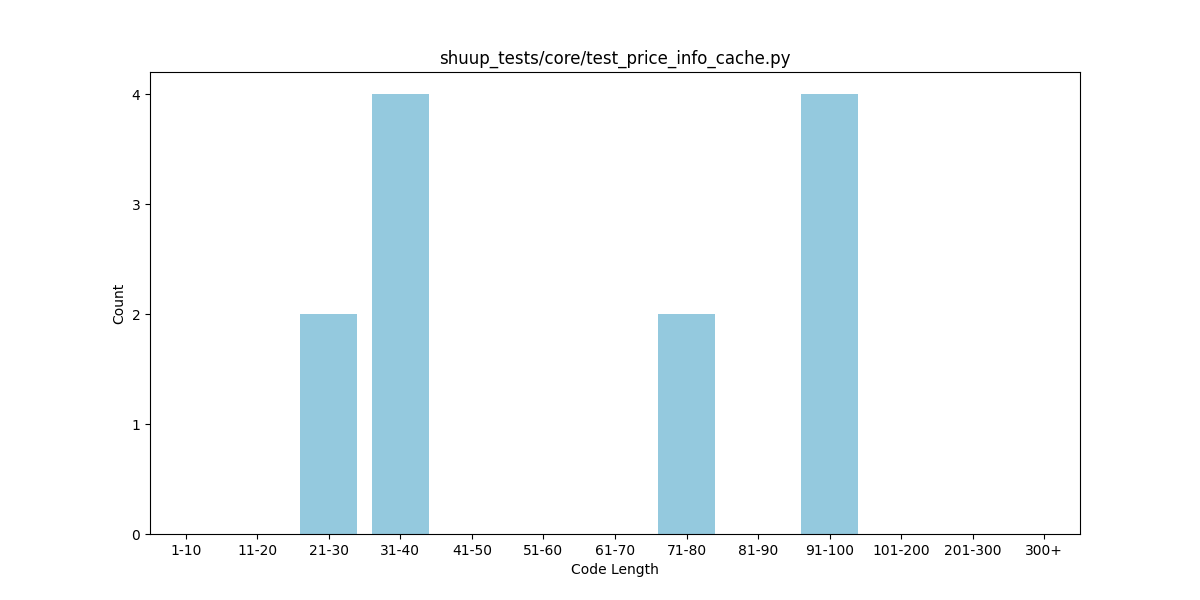 shuup_tests/core/test_price_info_cache.py
4
3
2
1
0
Count
1-10 11-20 21-30 31-40 41-50 51-60 61-70 71-80 81-90 91-100 101-200 201-300 300+
Code Length